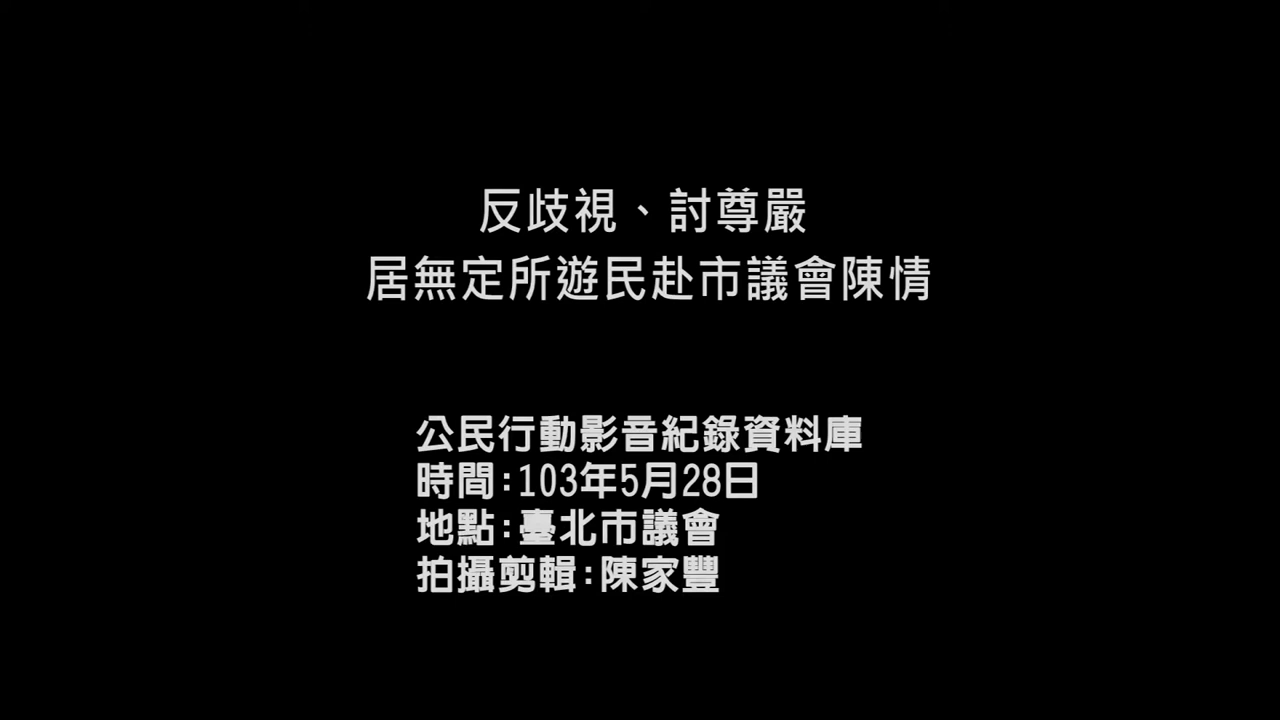 反歧視、討尊嚴
居無定所遊民赴市議會陳情
公民行動影音紀錄資料庫
時間:103年5月28日
地點:臺北市議會
拍攝剪輯:陳家豐